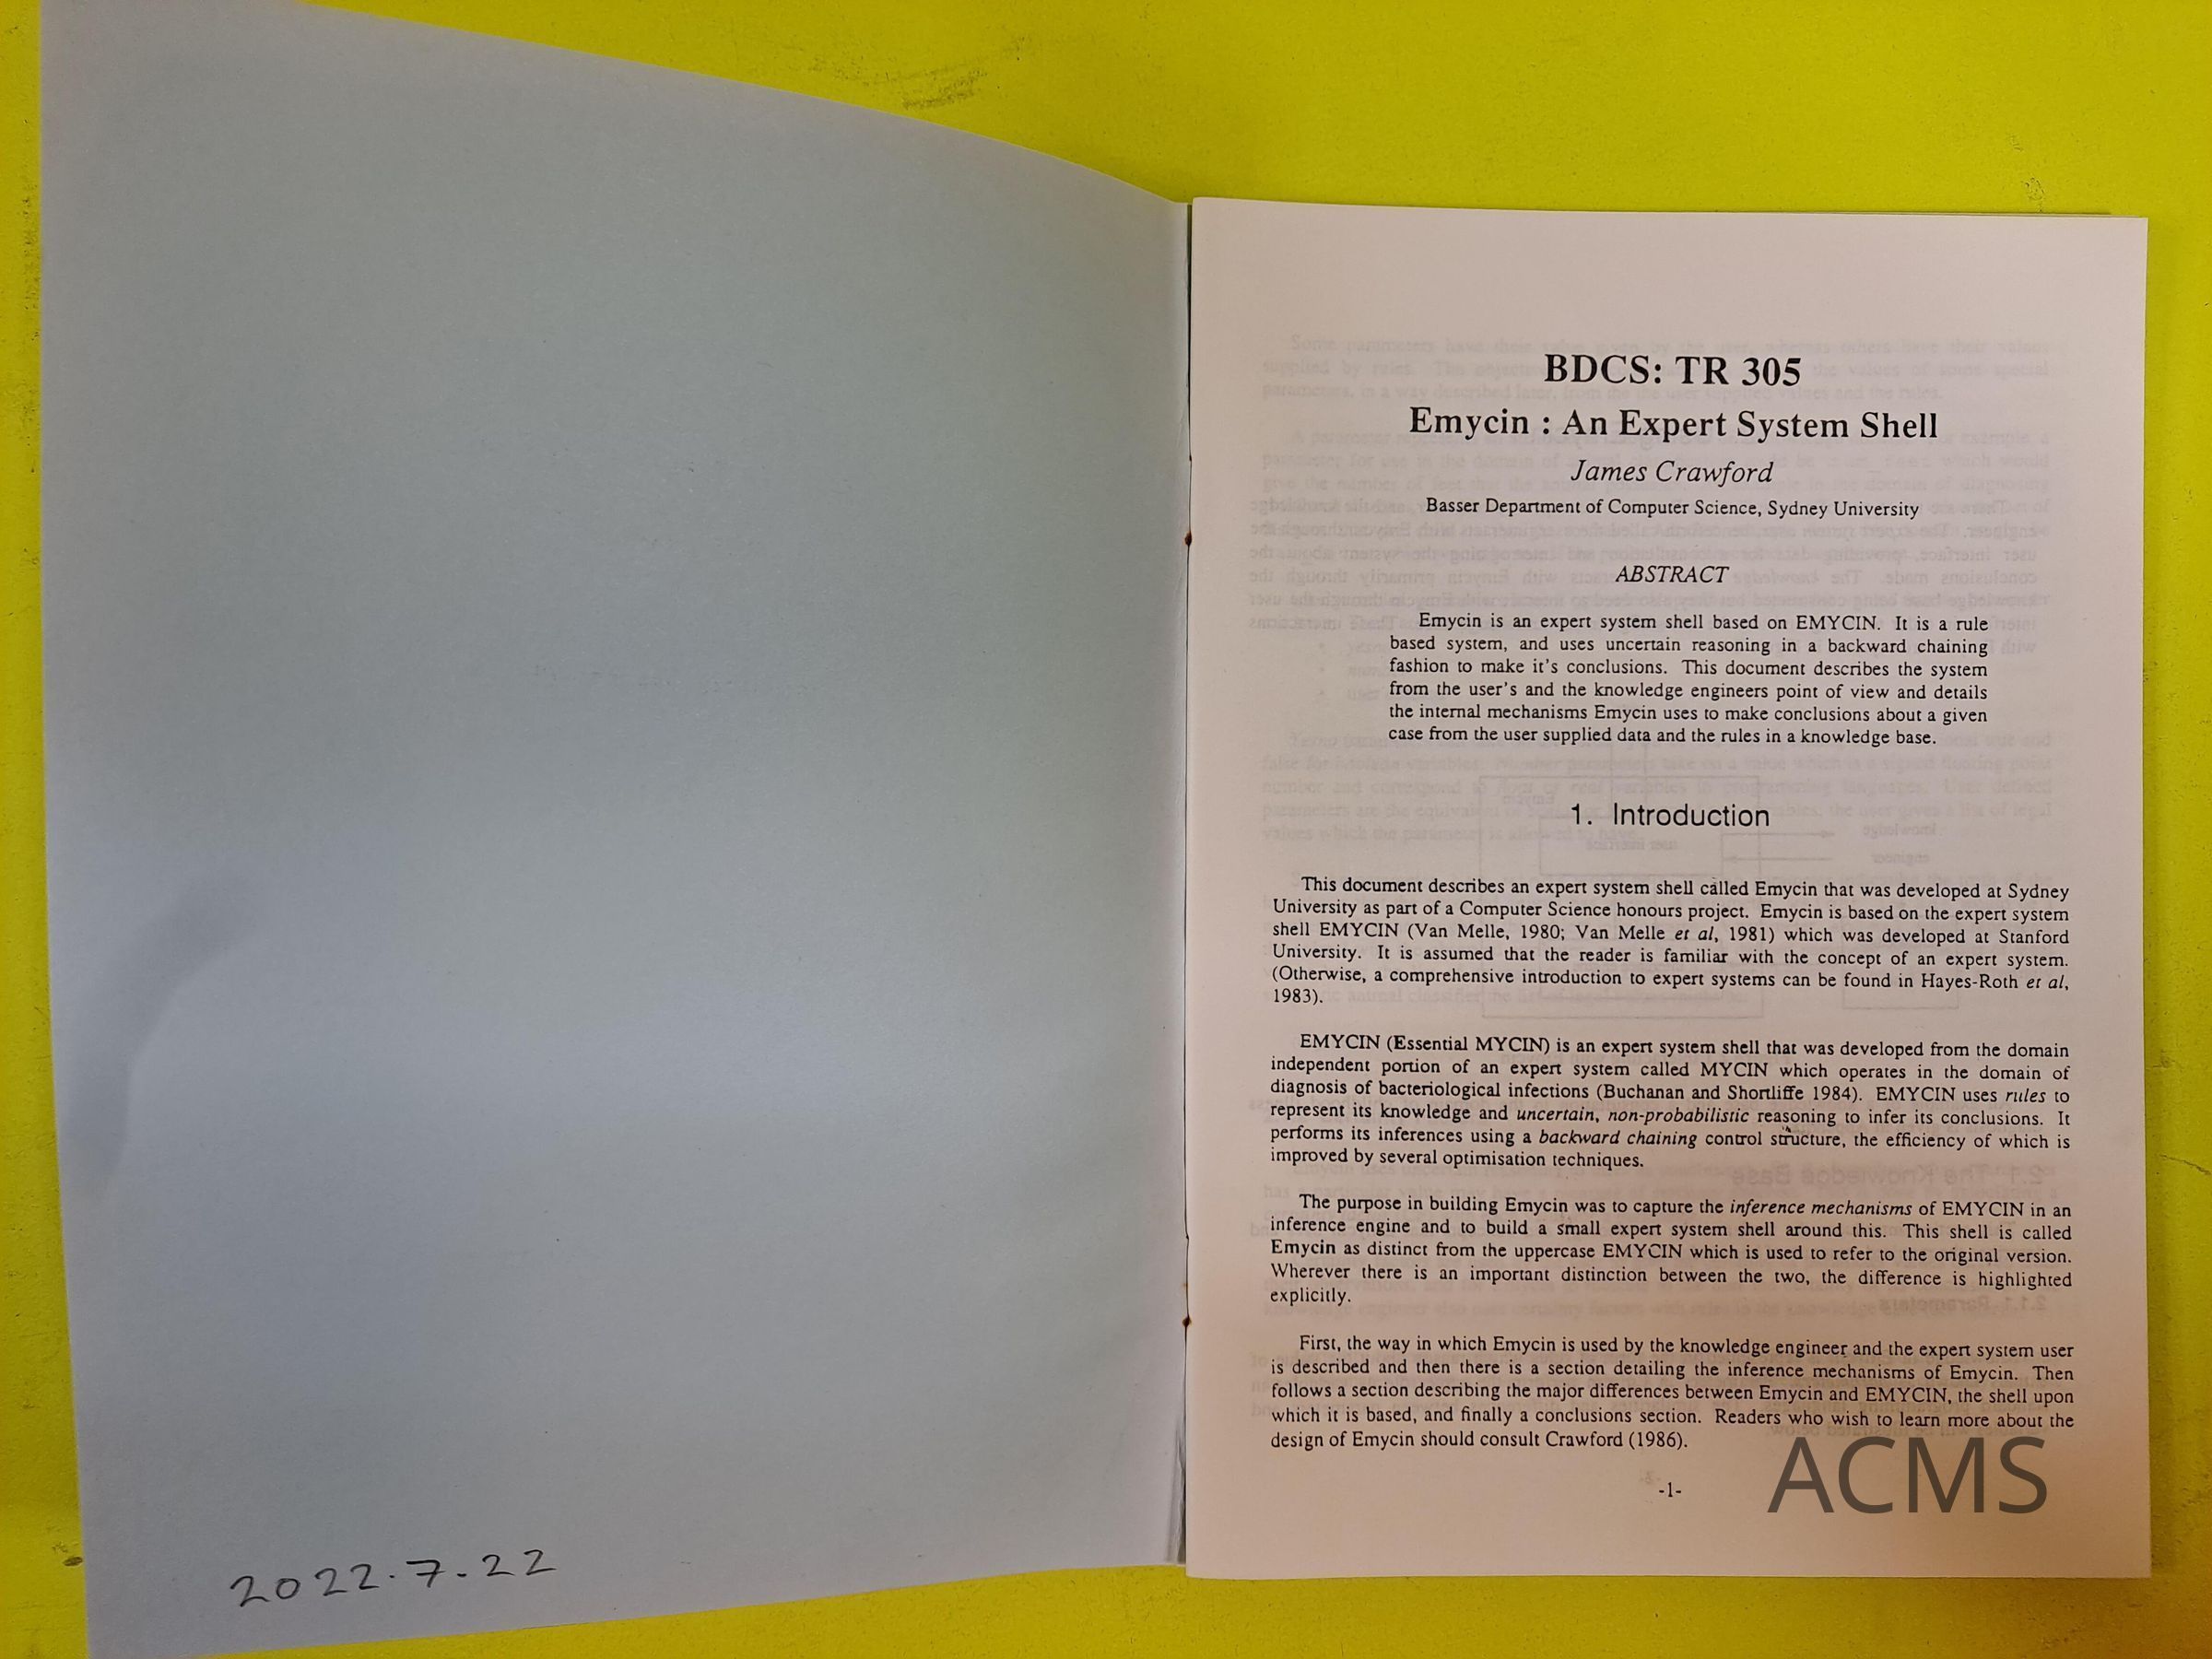 2022.7.22
BDCS: TR 305
Emycin : An Expert System Shell
James Crawford
Basser Department of Computer Science, Sydney University
ABSTRACT
Emycin is an expert system shell based on EMYCIN. It is a rule
based system, and uses uncertain reasoning in a backward chaining
fashion to make it's conclusions. This document describes the system
from the user's and the knowledge engineers point of view and details
the internal mechanisms Emycin uses to make conclusions about a given
case from the user supplied data and the rules in a knowledge base.
1. Introduction
This document describes an expert system shell called Emycin that was developed at Sydney
University as part of a Computer Science honours project. Emycin is based on the expert system
shell EMYCIN (Van Melle, 1980; Van Melle et al, 1981) which was developed at Stanford
University. It is assumed that the reader is familiar with the concept of an expert system.
(Otherwise, a comprehensive introduction to expert systems can be found in Hayes-Roth et al,
1983).
EMYCIN (Essential MYCIN) is an expert system shell that was developed from the domain
independent portion of an expert system called MYCIN which operates in the domain of
diagnosis of bacteriological infections (Buchanan and Shortliffe 1984). EMYCIN uses rules to
represent its knowledge and uncertain, non-probabilistic reasoning to infer its conclusions. It
performs its inferences using a backward chaining control structure, the efficiency of which is
improved by several optimisation techniques.
The purpose in building Emycin was to capture the inference mechanisms of EMYCIN in an
inference engine and to build a small expert system shell around this. This shell is called
Emycin as distinct from the uppercase EMYCIN which is used to refer to the original version.
Wherever there is an important distinction between the two, the difference is highlighted
explicitly.
First, the way in which Emycin is used by the knowledge engineer and the expert system user
is described and then there is a section detailing the inference mechanisms of Emycin. Then
follows a section describing the major differences between Emycin and EMYCIN, the shell upon
which it is based, and finally a conclusions section. Readers who wish to learn more about the
design of Emycin should consult Crawford (1986).
-1-
ACMS